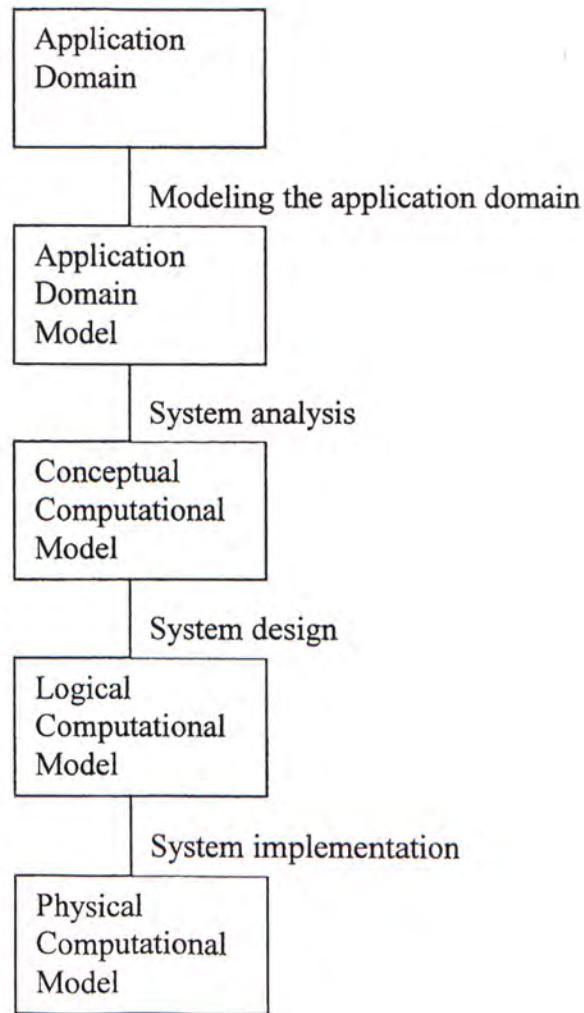 Application
Domain
Modeling the application domain
Application
Domain
Model
System analysis
Conceptual
Computational
Model
System design
Logical
Computational
Model
System implementation
Physical
Computational
Model